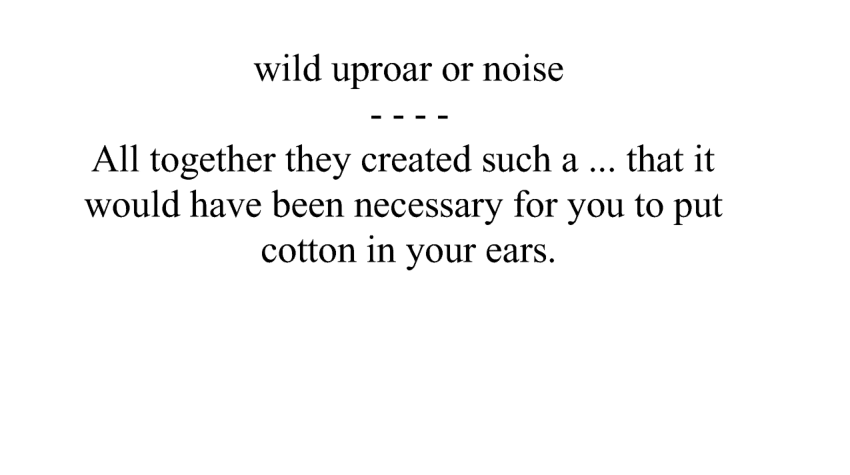 wild uproar or noise
- - - -
All together they created such a ... that it
would have been necessary for you to put
cotton in your ears.